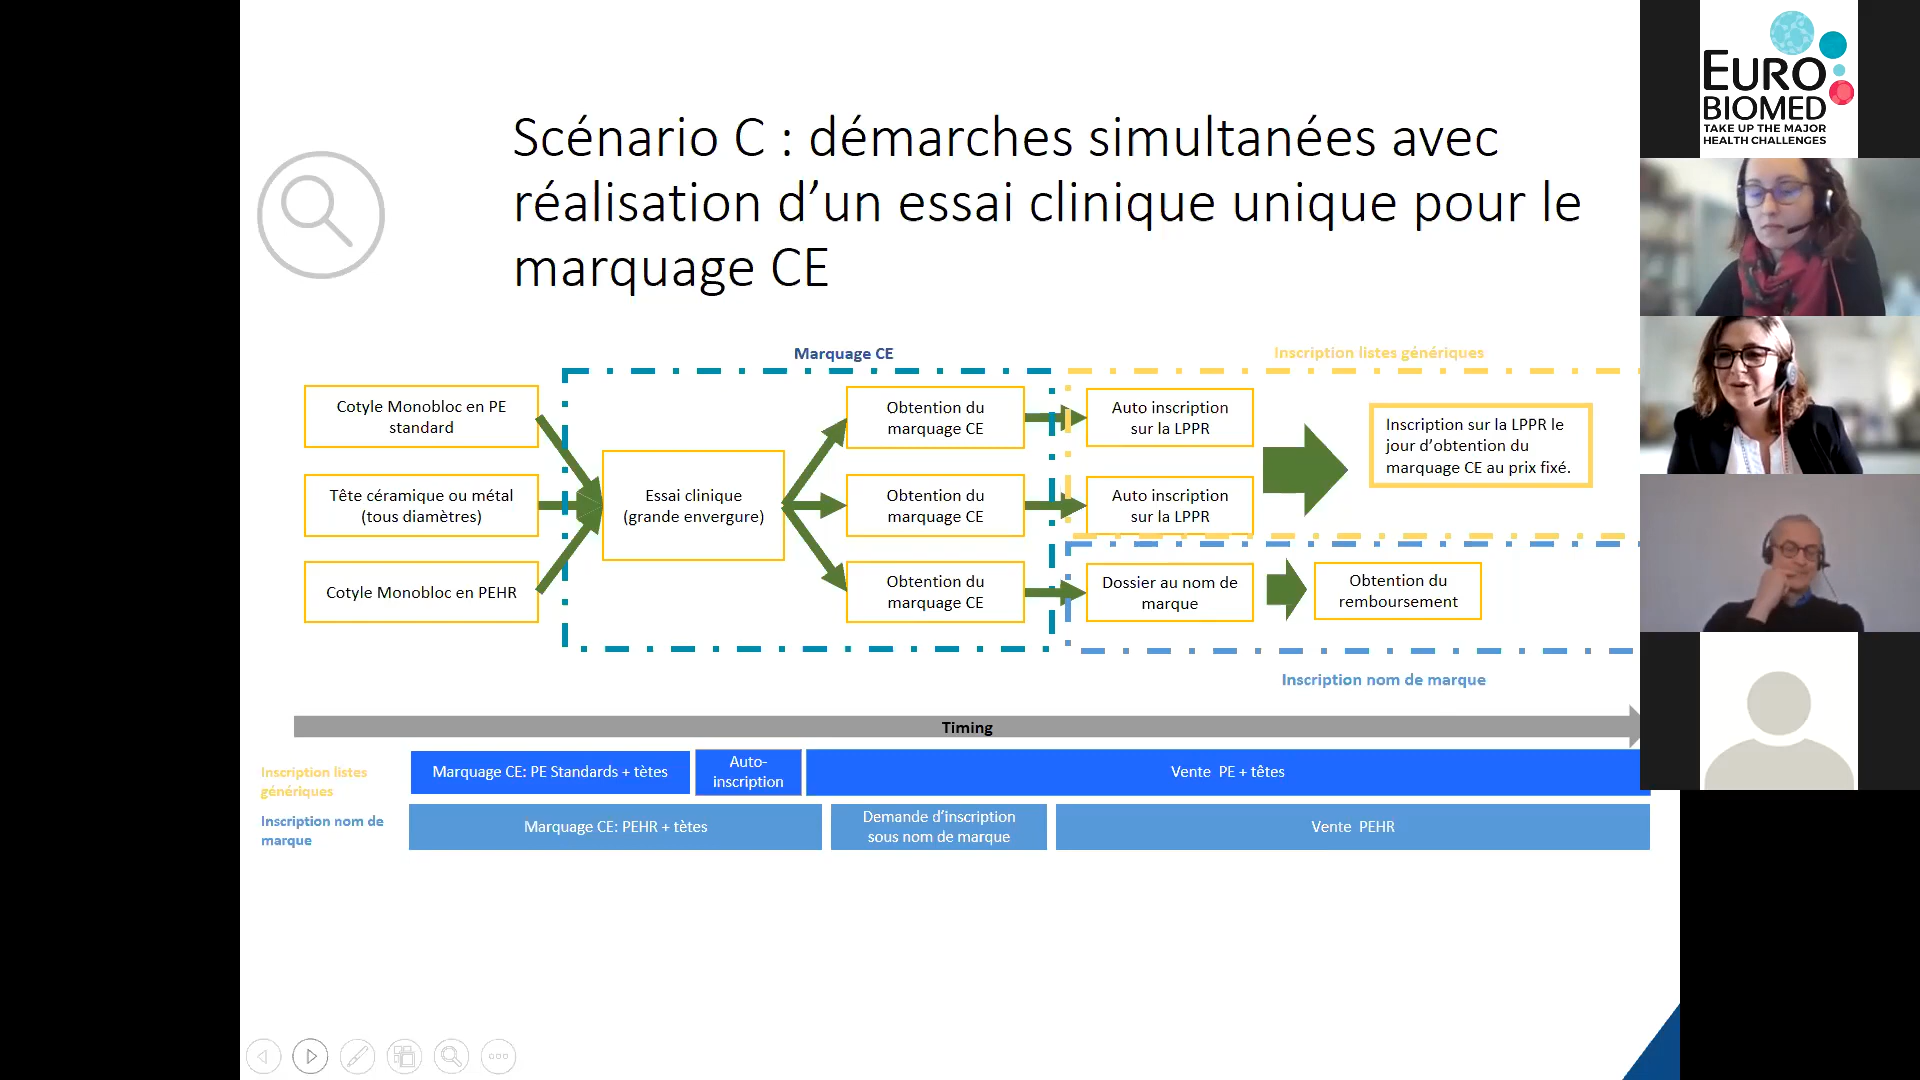 Scénario C : démarches simultanées avec
réalisation d’un essai clinique unique pour le
marquage CE
EURO
BIOMED
TAKE UP THE MAJOR
HEALTH CHALLENGES
Marquage CE
Inscription listes génériques
Cotyle Monobloc en PE
standard
Tête céramique ou métal
(tous diamètres)
Cotyle Monobloc en PEHR
Essai clinique
(grande envergure)
Obtention du
marquage CE
Obtention du
marquage CE
Obtention du
marquage CE
Auto inscription
sur la LPPR
Auto inscription
sur la LPPR
Dossier au nom de
marque
Inscription sur la LPPR le
jour d’obtention du
marquage CE au prix fixé.
Obtention du
remboursement
Inscription nom de marque
Timing
Inscription listes
génériques
Marquage CE: PE Standards + tètes
Auto-
inscription
Vente PE + têtes
Inscription nom de
marque
Marquage CE: PEHR + tètes
Demande d’inscription
sous nom de marque
Vente PEHR